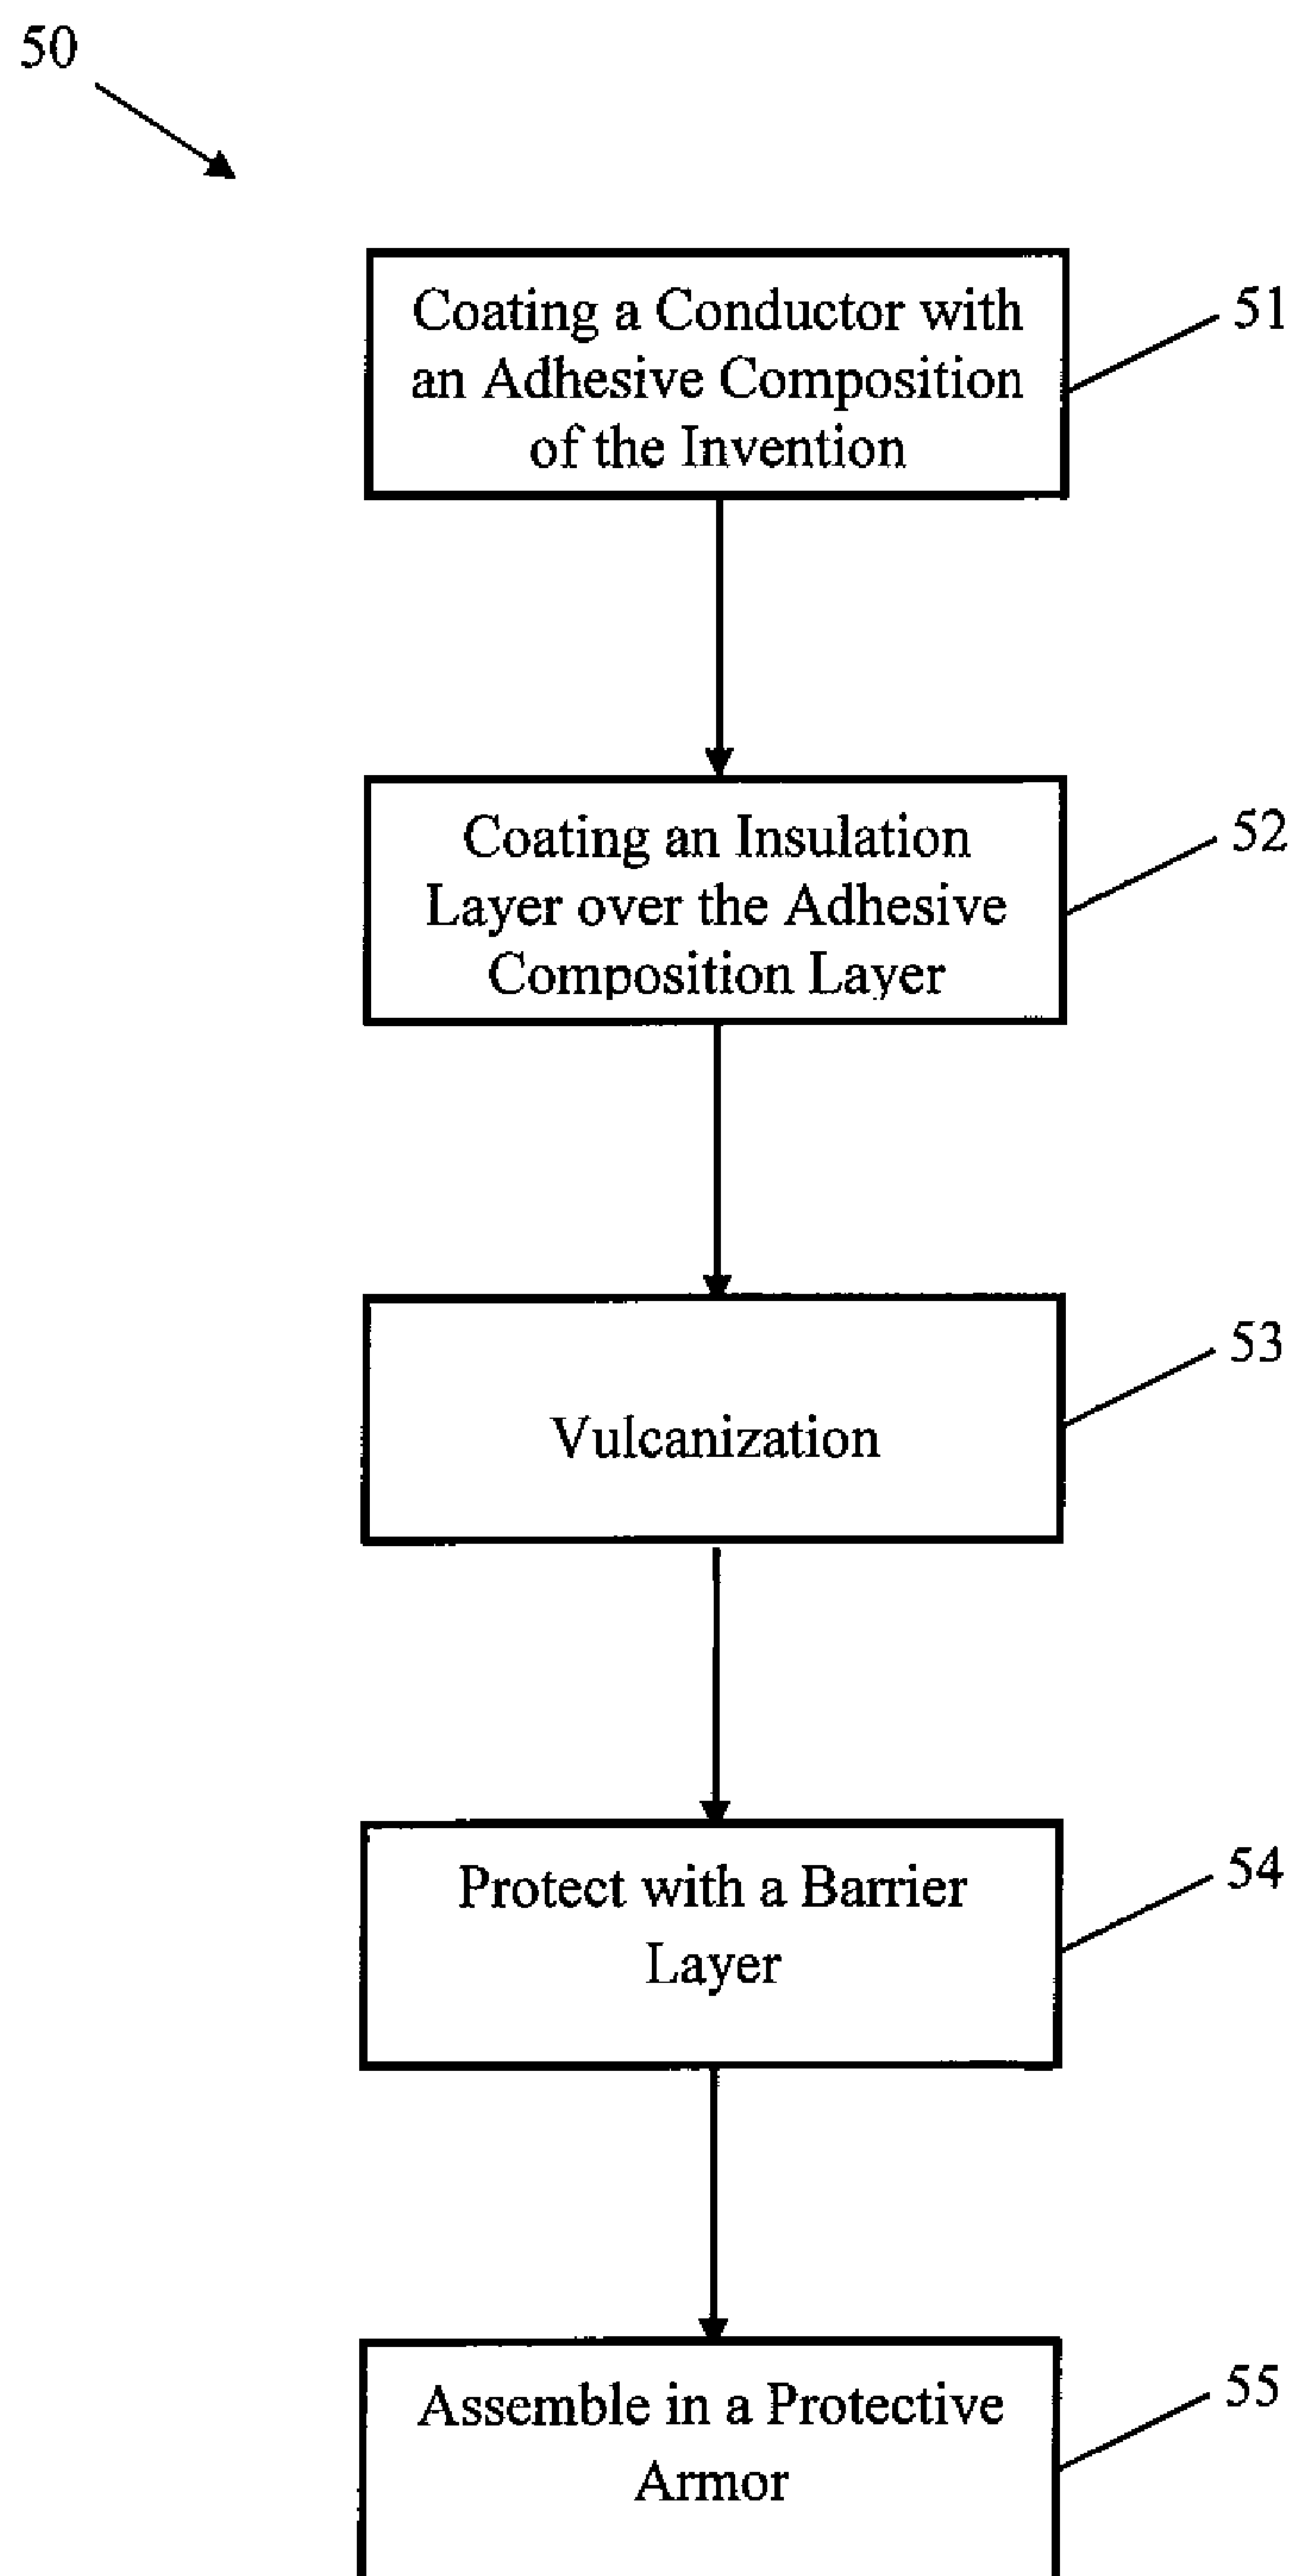 50
Coating a Conductor with
an Adhesive Composition
of the Invention
51
Coating an Insulation
Layer over the Adhesive
Composition Layer
52
Vulcanization
53
Protect with a Barrier
Layer
54
Assemble in a Protective
Armor
55